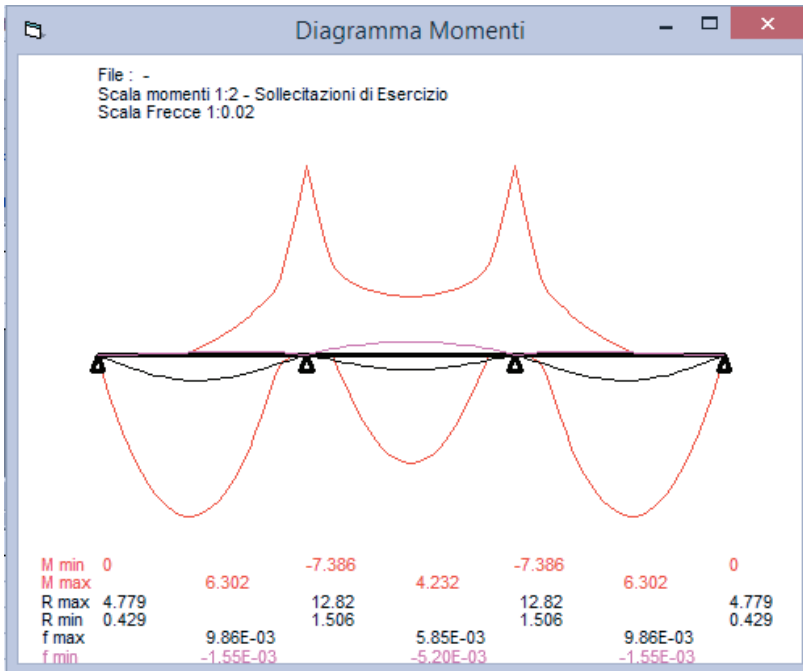 Diagramma Momenti
File : -
Scala momenti 1:2 - Sollecitazioni di Esercizio
Scala Frecce 1:0.02
M min 0 -7.386 -7.386 0
M max 6.302 4.232 6.302
R max 4.779 12.82 12.82 4.779
R min 0.429 1.506 1.506 0.429
f max 9.86E-03 5.85E-03 9.86E-03
f min -1.55E-03 -5.20E-03 -1.55E-03